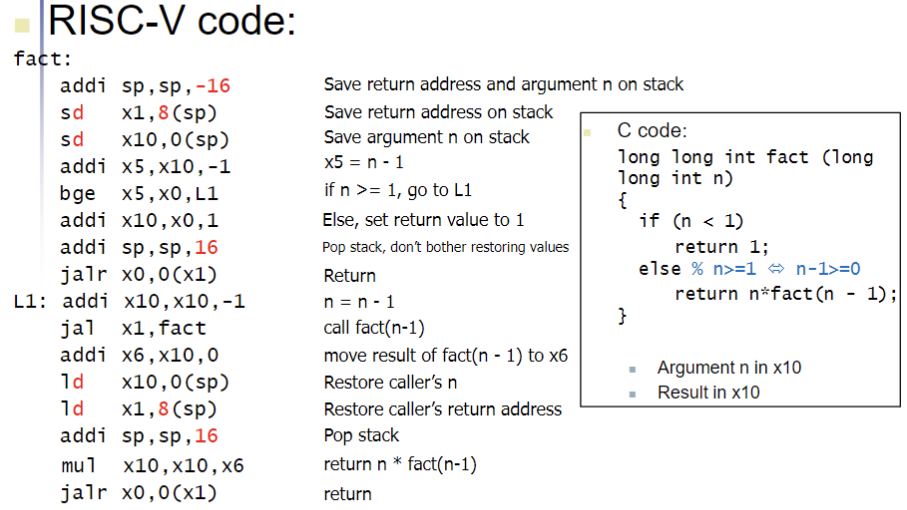 RISC-V code:
fact:
addi sp,sp,-16 Save return address and argument n on stack
sd x1,8(sp) Save return address on stack
sd x10,0(sp) Save argument n on stack
addi x5,x10,-1 x5 = n - 1
bge x5,x0,L1 if n >= 1, go to L1
addi x10,x0,1 Else, set return value to 1
addi sp,sp,16 Pop stack, don't bother restoring values
jalr x0,0(x1) Return
L1: addi x10,x10,-1 n = n - 1
jal x1,fact call fact(n-1)
addi x6,x10,0 move result of fact(n - 1) to x6
ld x10,0(sp) Restore caller's n
ld x1,8(sp) Restore caller's return address
addi sp,sp,16 Pop stack
mul x10,x10,x6 return n * fact(n-1)
jalr x0,0(x1) return
C code:
long long int fact (long
long int n)
{
if (n < 1)
return 1;
else % n>=1 ⇔ n-1>=0
return n*fact(n - 1);
}
Argument n in x10
Result in x10